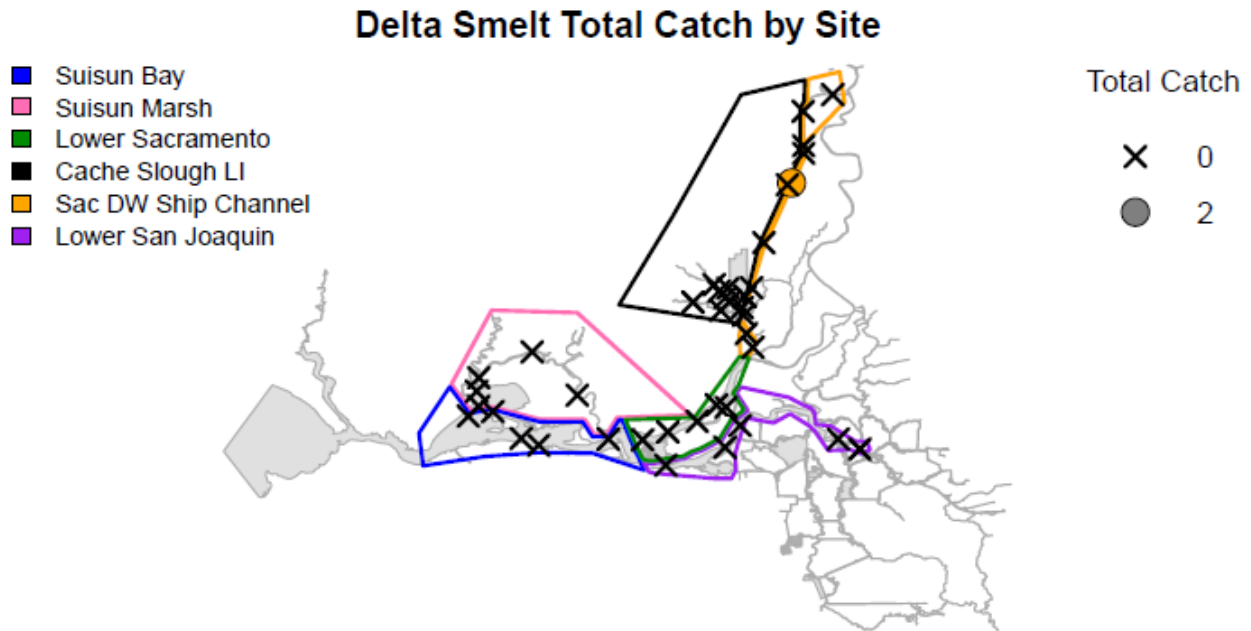 Delta Smelt Total Catch by Site
Suisun Bay
Suisun Marsh
Lower Sacramento
Cache Slough LI
Sac DW Ship Channel
Lower San Joaquin
Total Catch
0
2